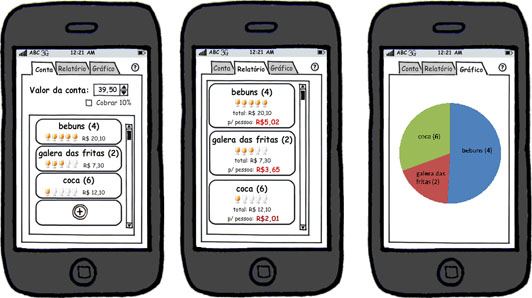 ABC 3G 12:21 AM
Conta Relatório Gráfico ?
Valor da conta: 39,50
Cobrar 10%
bebuns (4)
R$ 20,10
galera das fritas (2)
R$ 7,30
coca (6)
R$ 12,10
ABC 3G 12:21 AM
Conta Relatório Gráfico ?
bebuns (4)
total: R$ 20,10
p/ pessoa: R$5,02
galera das fritas (2)
total: R$ 7,30
p/ pessoa: R$3,65
coca (6)
total: R$ 12,10
p/ pessoa: R$2,01
ABC 3G 12:21 AM
Conta Relatório Gráfico ?
coca (6)
bebuns (4)
galera das
fritas (2)